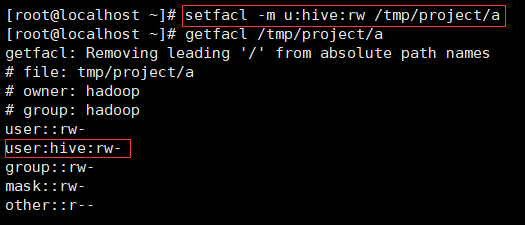 [root@localhost ~]# setfacl -m u:hive:rw /tmp/project/a
[root@localhost ~]# getfacl /tmp/project/a
getfacl: Removing leading '/' from absolute path names
# file: tmp/project/a
# owner: hadoop
# group: hadoop
user::rw-
user:hive:rw-
group::rw-
mask::rw-
other::r--